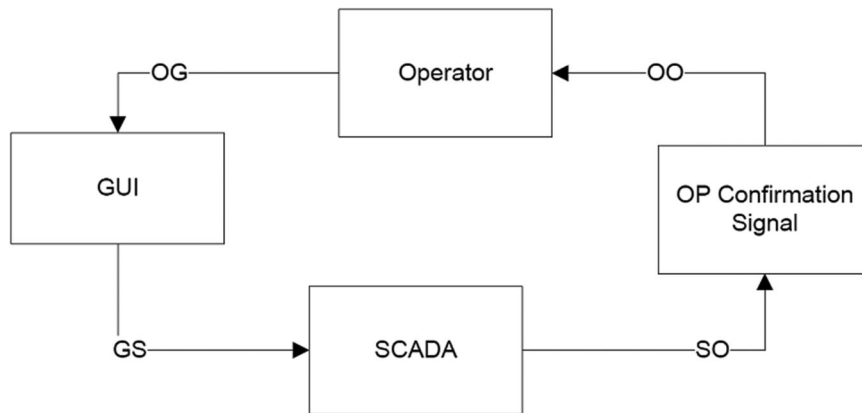 Operator
OG
OO
GUI
OP Confirmation
Signal
GS
SCADA
SO